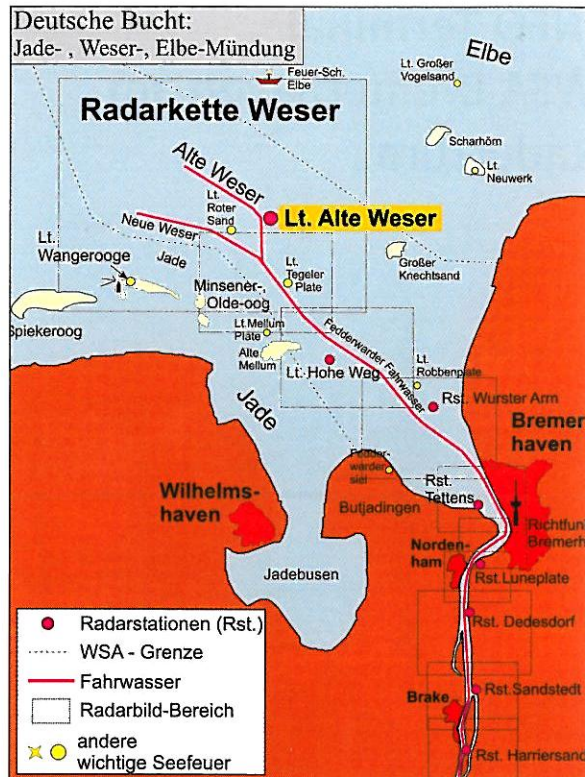 Deutsche Bucht:
Jade- , Weser-, Elbe-Mündung
Elbe
Feuer-Sch.
Elbe
Lt. Großer
Vogelsand
Radarkette Weser
Scharhörn
Lt.
Neuwerk
Alte Weser
Lt.
Roter
Sand
Lt. Alte Weser
Neue Weser
Lt.
Wangerooge
Jade
Großer
Knechtsand
Lt.
Tegeler
Plate
Minsener-,
Olde-oog
Spiekeroog
Lt.Mellum
Plate
Alte
Mellum
Fedderwarder Fahrwasser
Lt. Hohe Weg
Lt.
Robbenplate
Jade
Rst. Wurster Arm
Bremer
haven
Fedder-
warder
siel
Rst.
Tettens
Wilhelms-
haven
Butjadingen
Richtfun
Bremerh
Norden-
ham
Jadebusen
Rst.Luneplate
Radarstationen (Rst.)
Rst. Dedesdorf
WSA - Grenze
Fahrwasser
Rst.Sandstedt
Radarbild-Bereich
Brake
andere
wichtige Seefeuer
Rst. Harriersand